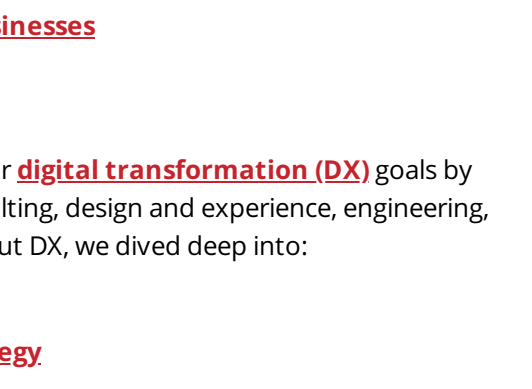 sinesses
r digital transformation (DX) goals by
lting, design and experience, engineering,
ut DX, we dived deep into:
egy